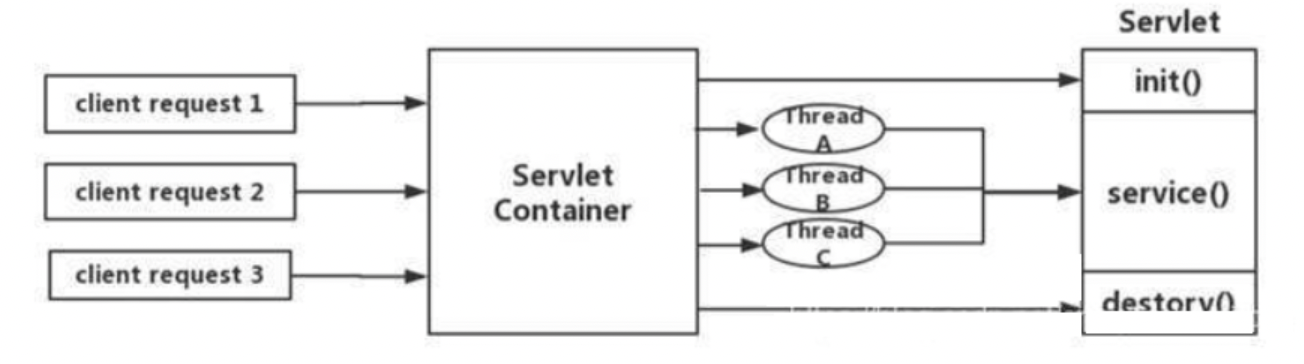 Servlet
client request 1
client request 2
client request 3
Servlet
Container
Thread
A
Thread
B
Thread
C
init()
service()
destory()